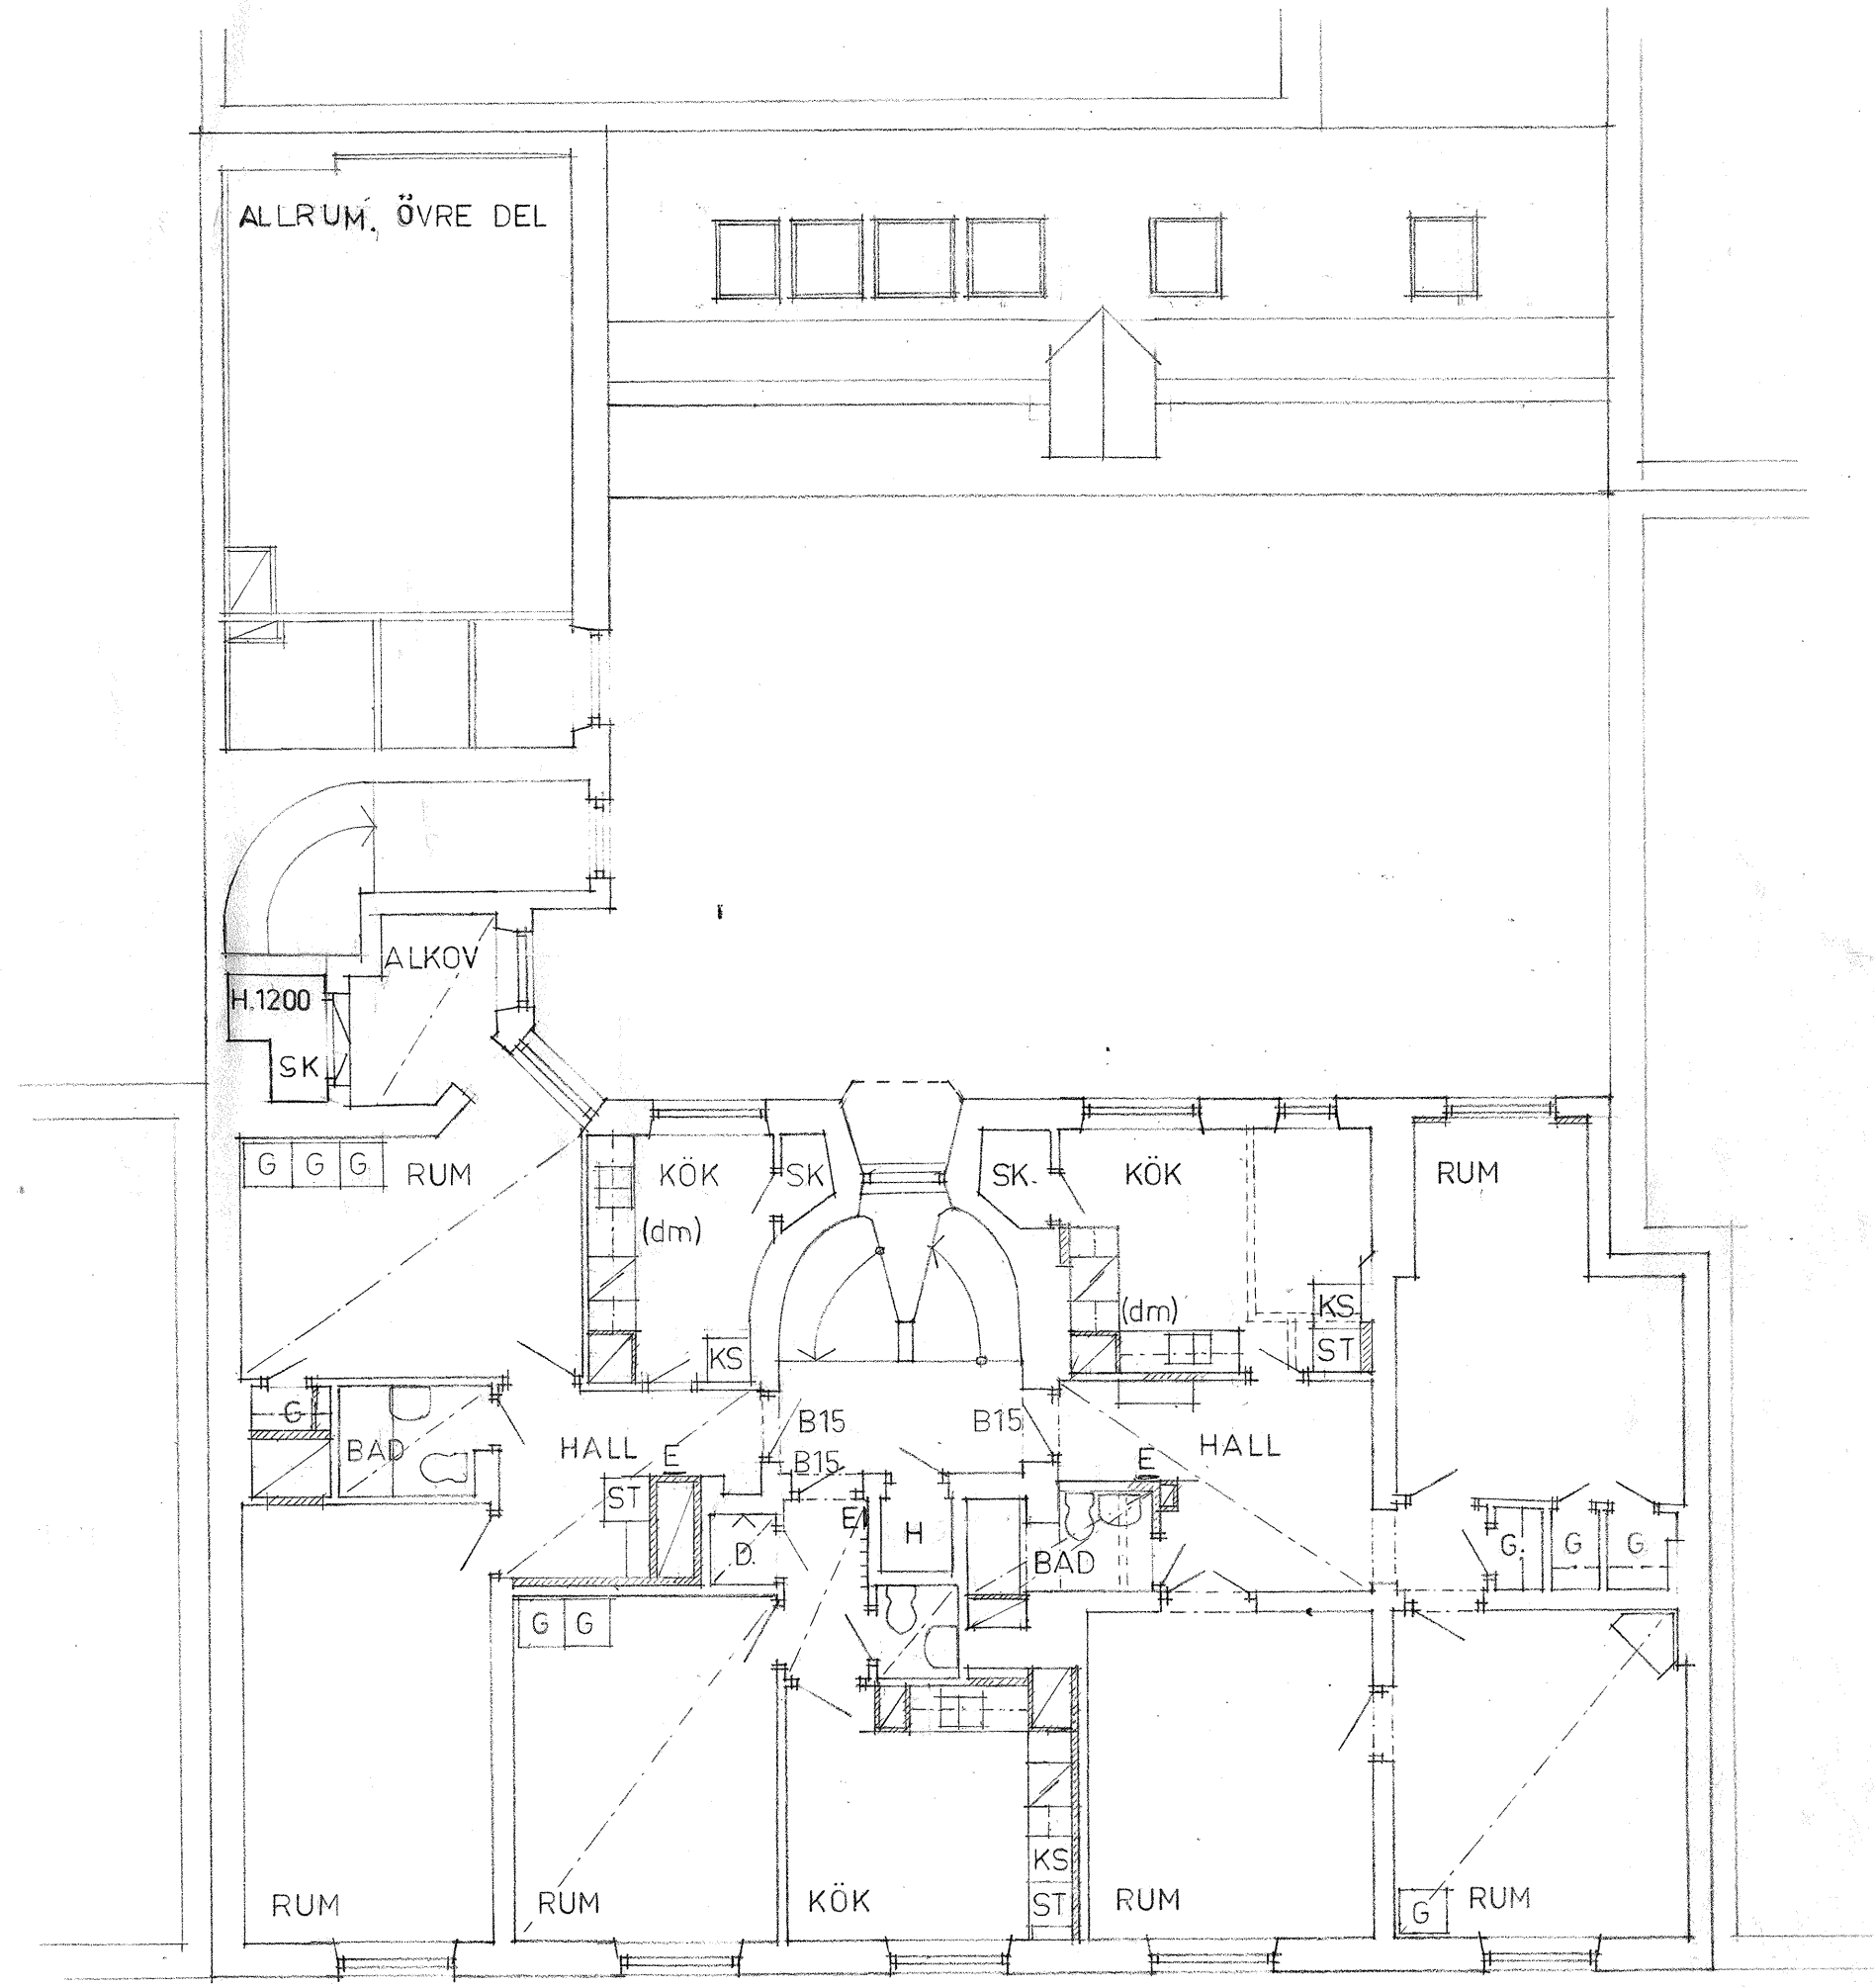 ALLRUM, ÖVRE DEL
ALKOV
H.1200
SK
G G G RUM
KÖK
(dm)
SK
SK.
KÖK
(dm)
RUM
KS
KS
ST
G
BAD
HALL
E
ST
B15
B15
B15
E
HALL
D.
E
H
BAD
G.
G
G
G G
KS
ST
G
RUM
RUM
KÖK
RUM
RUM